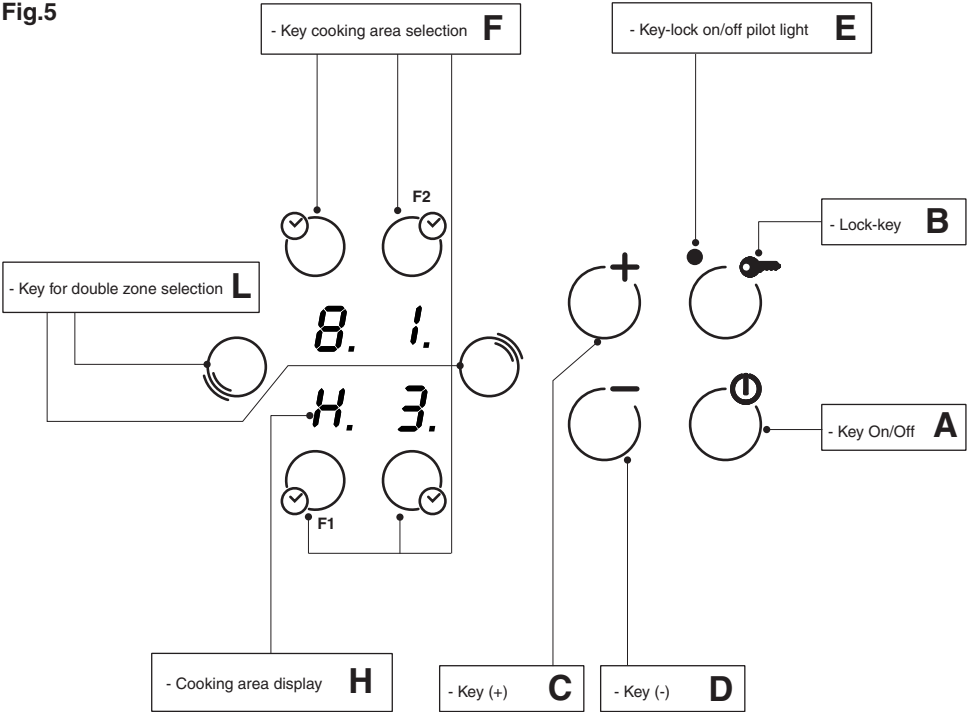 Fig.5
- Key cooking area selection F
- Key-lock on/off pilot light E
F2
- Lock-key B
- Key for double zone selection L
8. 1.
H. 3.
- Key On/Off A
F1
- Cooking area display H
- Key (+) C
- Key (-) D